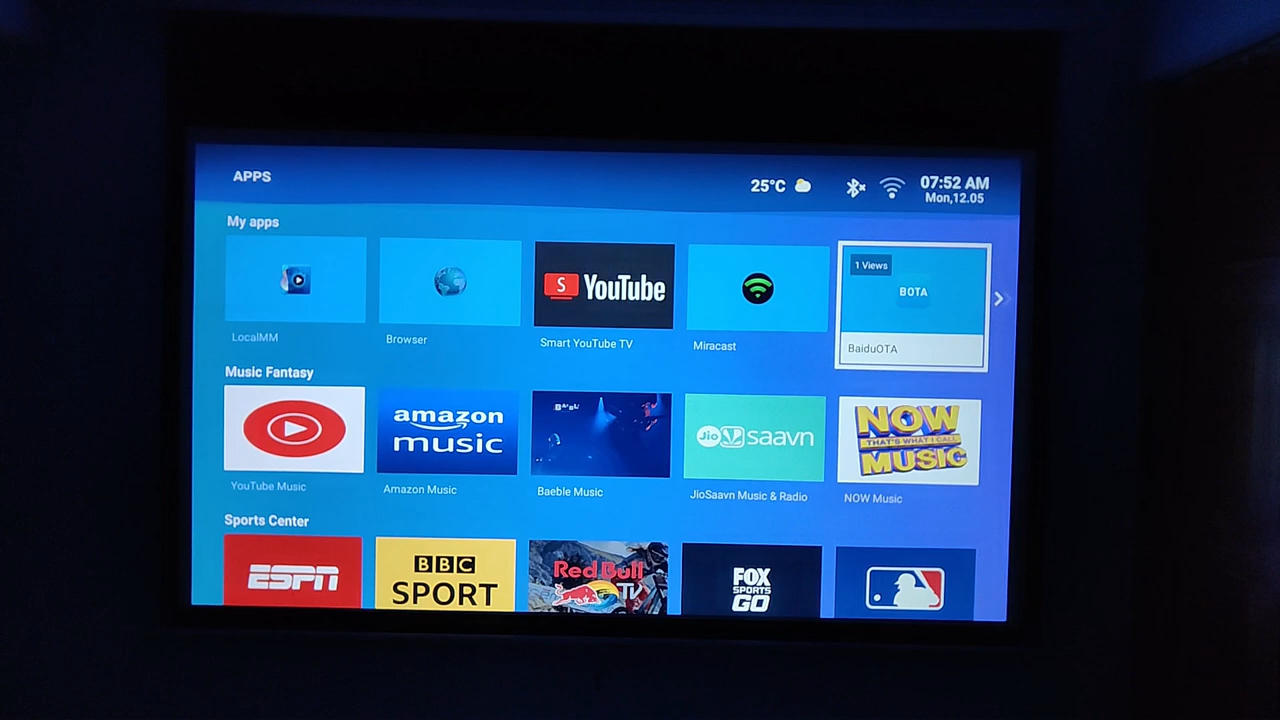 APPS
25°C
07:52 AM
Mon,12.05
My apps
S YouTube
1 Views
BOTA
LocalMM
Browser
Smart YouTube TV
Miracast
BaiduOTA
Music Fantasy
amazon
music
JioSaavn
NOW
THAT'S WHAT I CALL
MUSIC
YouTube Music
Amazon Music
Baeble Music
JioSaavn Music & Radio
NOW Music
Sports Center
ESPN
BBC
SPORT
Red Bull
TV
FOX
SPORTS
GO